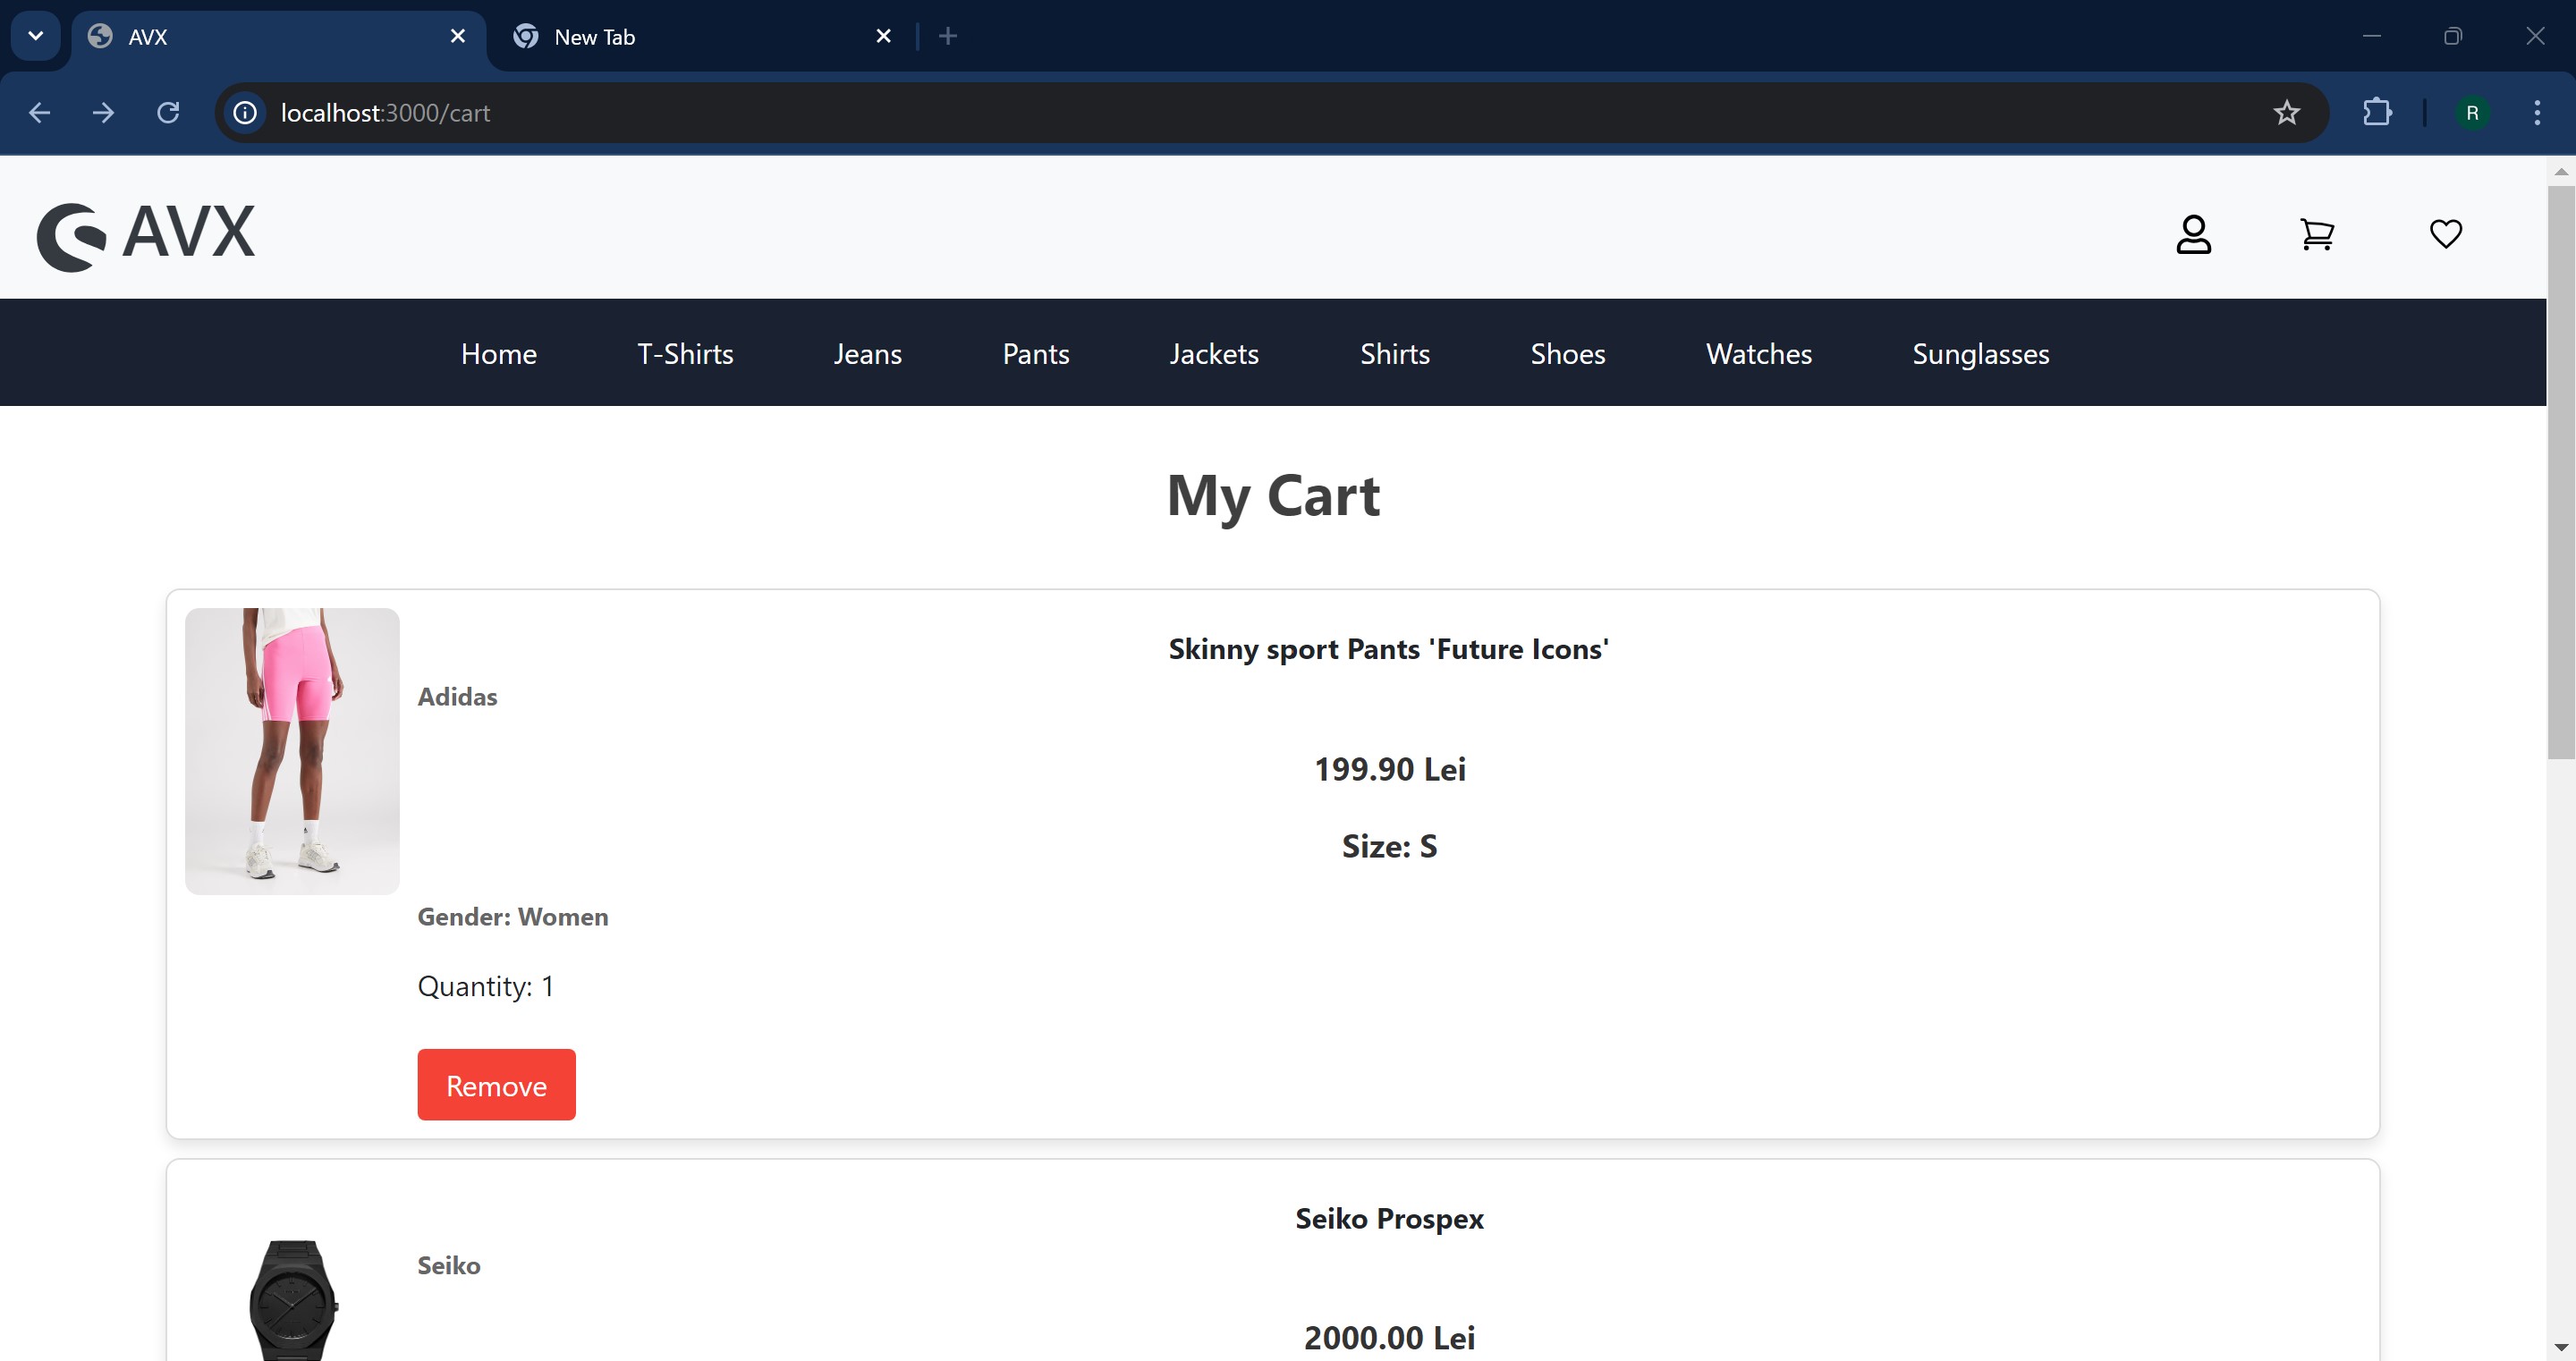 AVX
New Tab
localhost:3000/cart
R
AVX
Home T-Shirts Jeans Pants Jackets Shirts Shoes Watches Sunglasses
My Cart
Skinny sport Pants 'Future Icons'
Adidas
199.90 Lei
Size: S
Gender: Women
Quantity: 1
Remove
Seiko Prospex
Seiko
2000.00 Lei